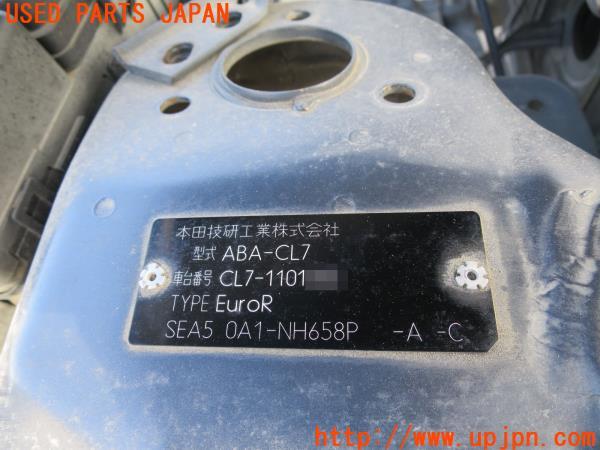 USED PARTS JAPAN
本田技研工業株式会社
型式 ABA-CL7
車台番号 CL7-1101
TYPE EuroR
SEA5 0A1-NH658P -A -C
http://www.upjpn.com